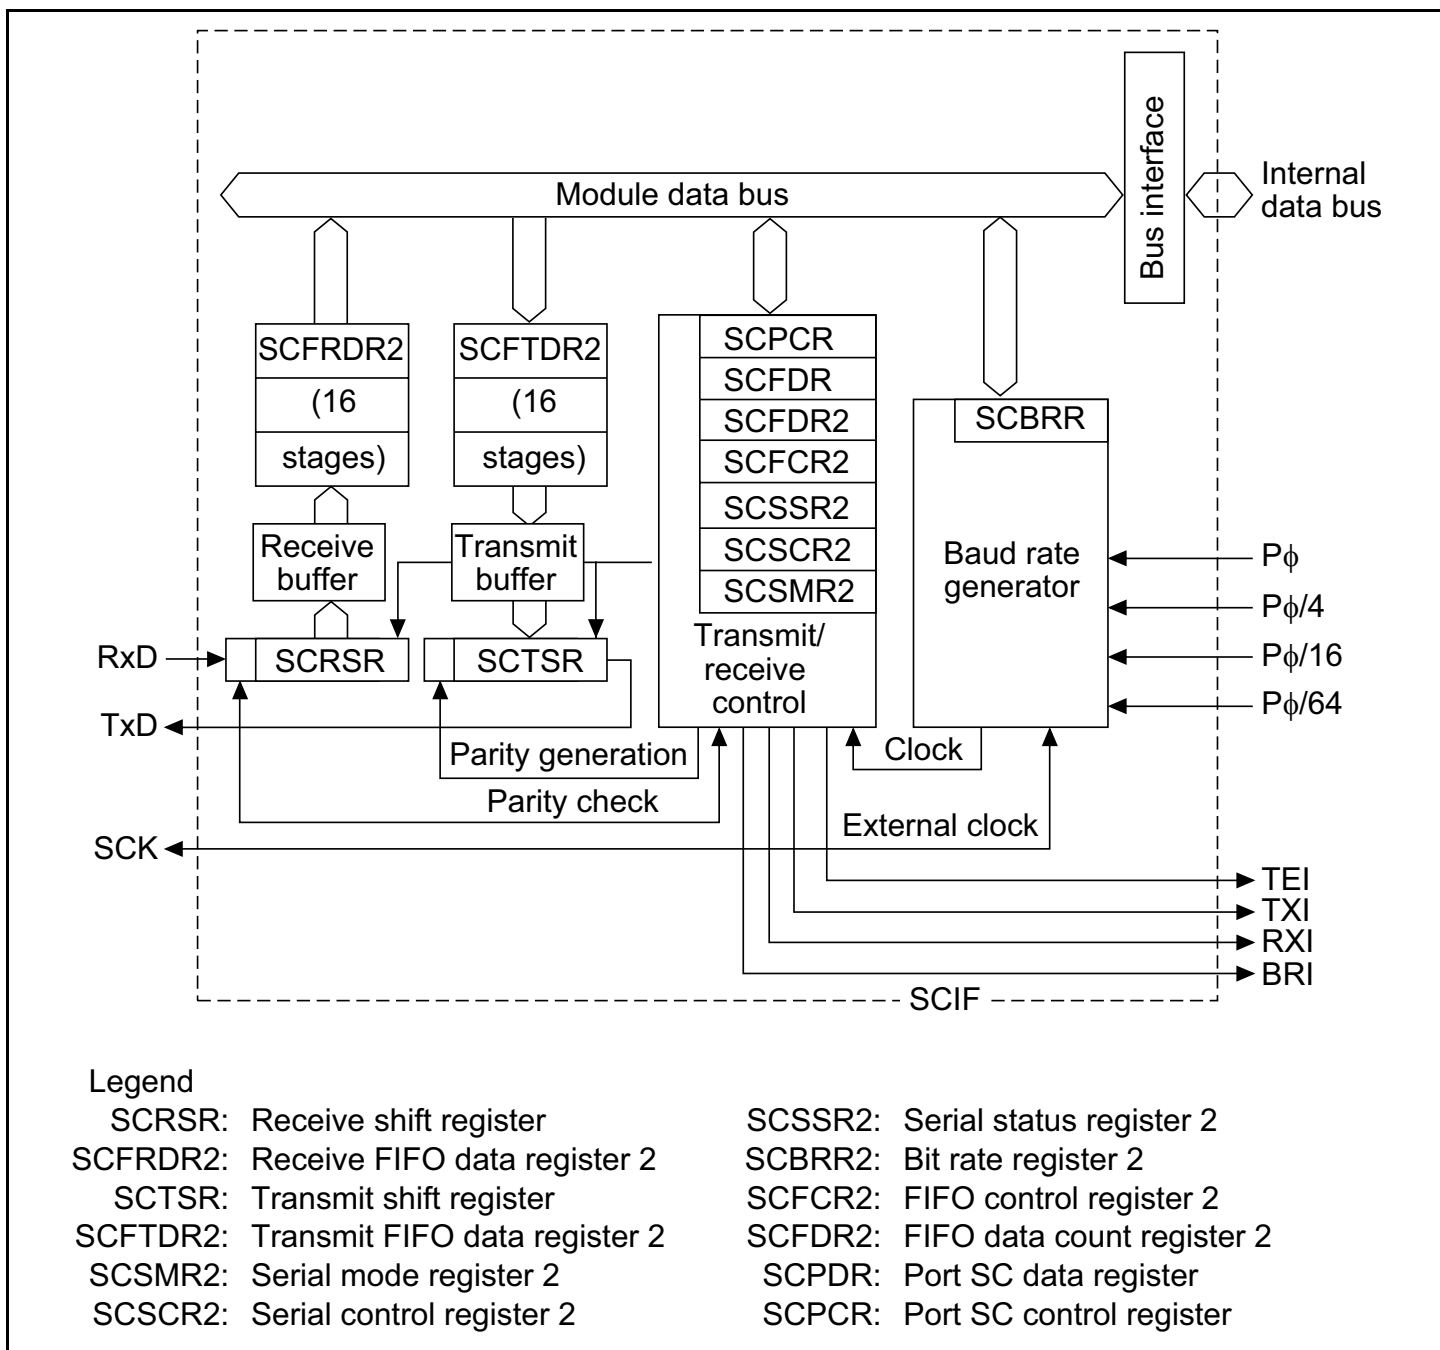 Module data bus
Bus interface
Internal
data bus
SCFRDR2
(16
stages)
SCFTDR2
(16
stages)
SCPCR
SCFDR
SCFDR2
SCFCR2
SCSSR2
SCSCR2
SCSMR2
Transmit/
receive
control
SCBRR
Baud rate
generator
Receive
buffer
Transmit
buffer
SCRSR
SCTSR
RxD
TxD
SCK
Pϕ
Pϕ/4
Pϕ/16
Pϕ/64
Parity generation
Parity check
Clock
External clock
TEI
TXI
RXI
BRI
SCIF
Legend
SCRSR: Receive shift register
SCFRDR2: Receive FIFO data register 2
SCTSR: Transmit shift register
SCFTDR2: Transmit FIFO data register 2
SCSMR2: Serial mode register 2
SCSCR2: Serial control register 2
SCSSR2: Serial status register 2
SCBRR2: Bit rate register 2
SCFCR2: FIFO control register 2
SCFDR2: FIFO data count register 2
SCPDR: Port SC data register
SCPCR: Port SC control register